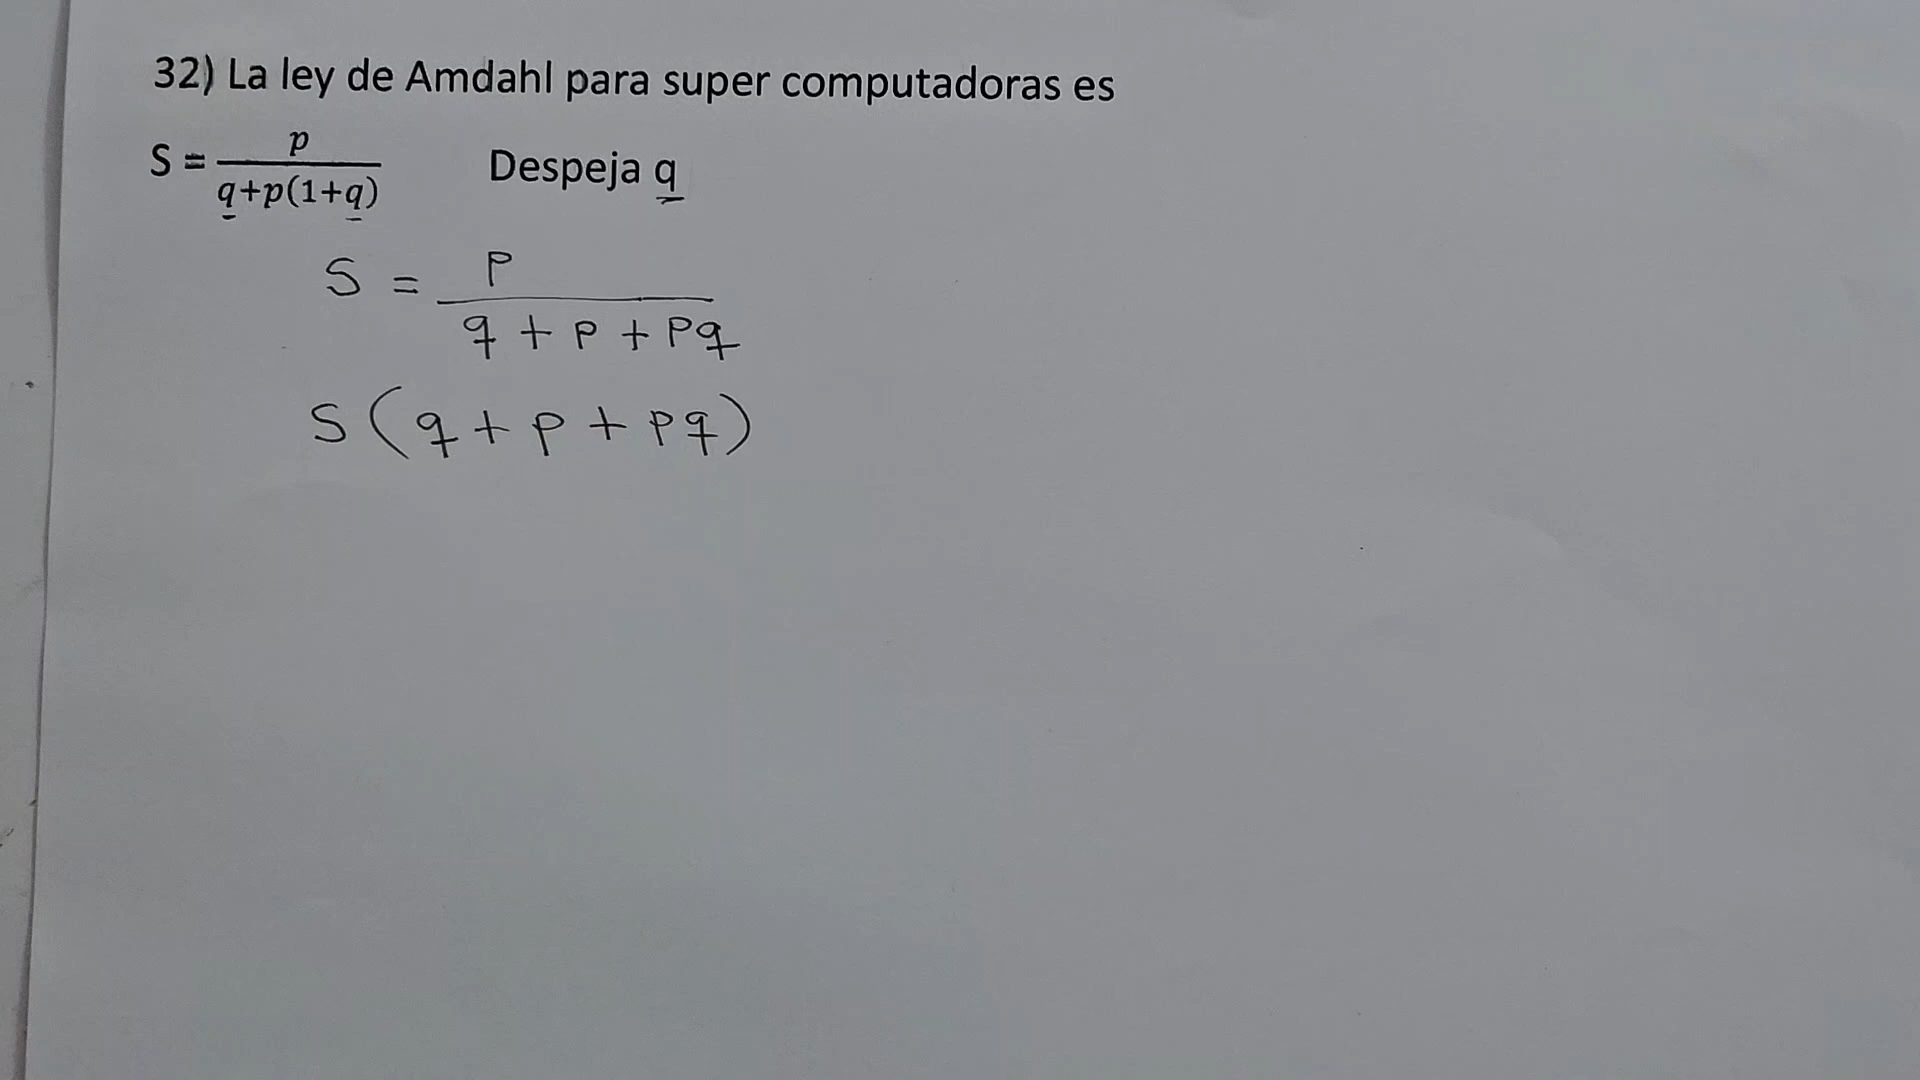 32) La ley de Amdahl para super computadoras es
S = p / q+p(1+q) Despeja q
S = P / q + p + pq
S (q + p + pq)